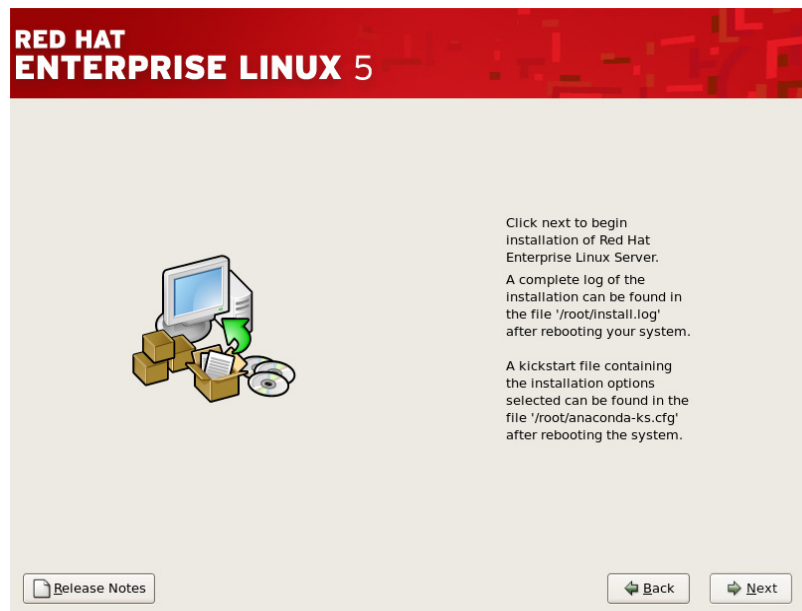 RED HAT
ENTERPRISE LINUX 5
Click next to begin
installation of Red Hat
Enterprise Linux Server.
A complete log of the
installation can be found in
the file '/root/install.log'
after rebooting your system.
A kickstart file containing
the installation options
selected can be found in the
file '/root/anaconda-ks.cfg'
after rebooting the system.
Release Notes
Back
Next